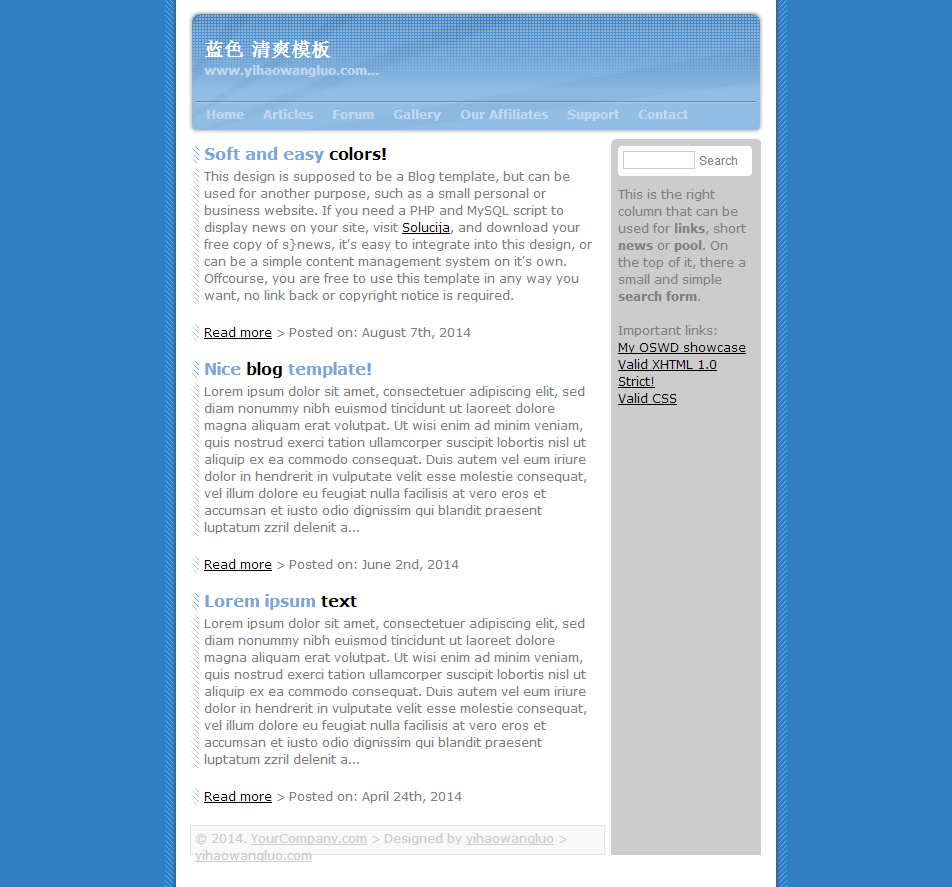 蓝色 清爽模板
www.yihaowangluo.com...
Home Articles Forum Gallery Our Affiliates Support Contact
Soft and easy colors!
This design is supposed to be a Blog template, but can be
used for another purpose, such as a small personal or
business website. If you need a PHP and MySQL script to
display news on your site, visit Solucija, and download your
free copy of s}news, it's easy to integrate into this design, or
can be a simple content management system on it's own.
Offcourse, you are free to use this template in any way you
want, no link back or copyright notice is required.
Read more > Posted on: August 7th, 2014
Nice blog template!
Lorem ipsum dolor sit amet, consectetuer adipiscing elit, sed
diam nonummy nibh euismod tincidunt ut laoreet dolore
magna aliquam erat volutpat. Ut wisi enim ad minim veniam,
quis nostrud exerci tation ullamcorper suscipit lobortis nisl ut
aliquip ex ea commodo consequat. Duis autem vel eum iriure
dolor in hendrerit in vulputate velit esse molestie consequat,
vel illum dolore eu feugiat nulla facilisis at vero eros et
accumsan et iusto odio dignissim qui blandit praesent
luptatum zzril delenit a...
Read more > Posted on: June 2nd, 2014
Lorem ipsum text
Lorem ipsum dolor sit amet, consectetuer adipiscing elit, sed
diam nonummy nibh euismod tincidunt ut laoreet dolore
magna aliquam erat volutpat. Ut wisi enim ad minim veniam,
quis nostrud exerci tation ullamcorper suscipit lobortis nisl ut
aliquip ex ea commodo consequat. Duis autem vel eum iriure
dolor in hendrerit in vulputate velit esse molestie consequat,
vel illum dolore eu feugiat nulla facilisis at vero eros et
accumsan et iusto odio dignissim qui blandit praesent
luptatum zzril delenit a...
Read more > Posted on: April 24th, 2014
Search
This is the right
column that can be
used for links, short
news or pool. On
the top of it, there a
small and simple
search form.
Important links:
My OSWD showcase
Valid XHTML 1.0
Strict!
Valid CSS
© 2014. YourCompany.com > Designed by yihaowangluo >
yihaowangluo.com